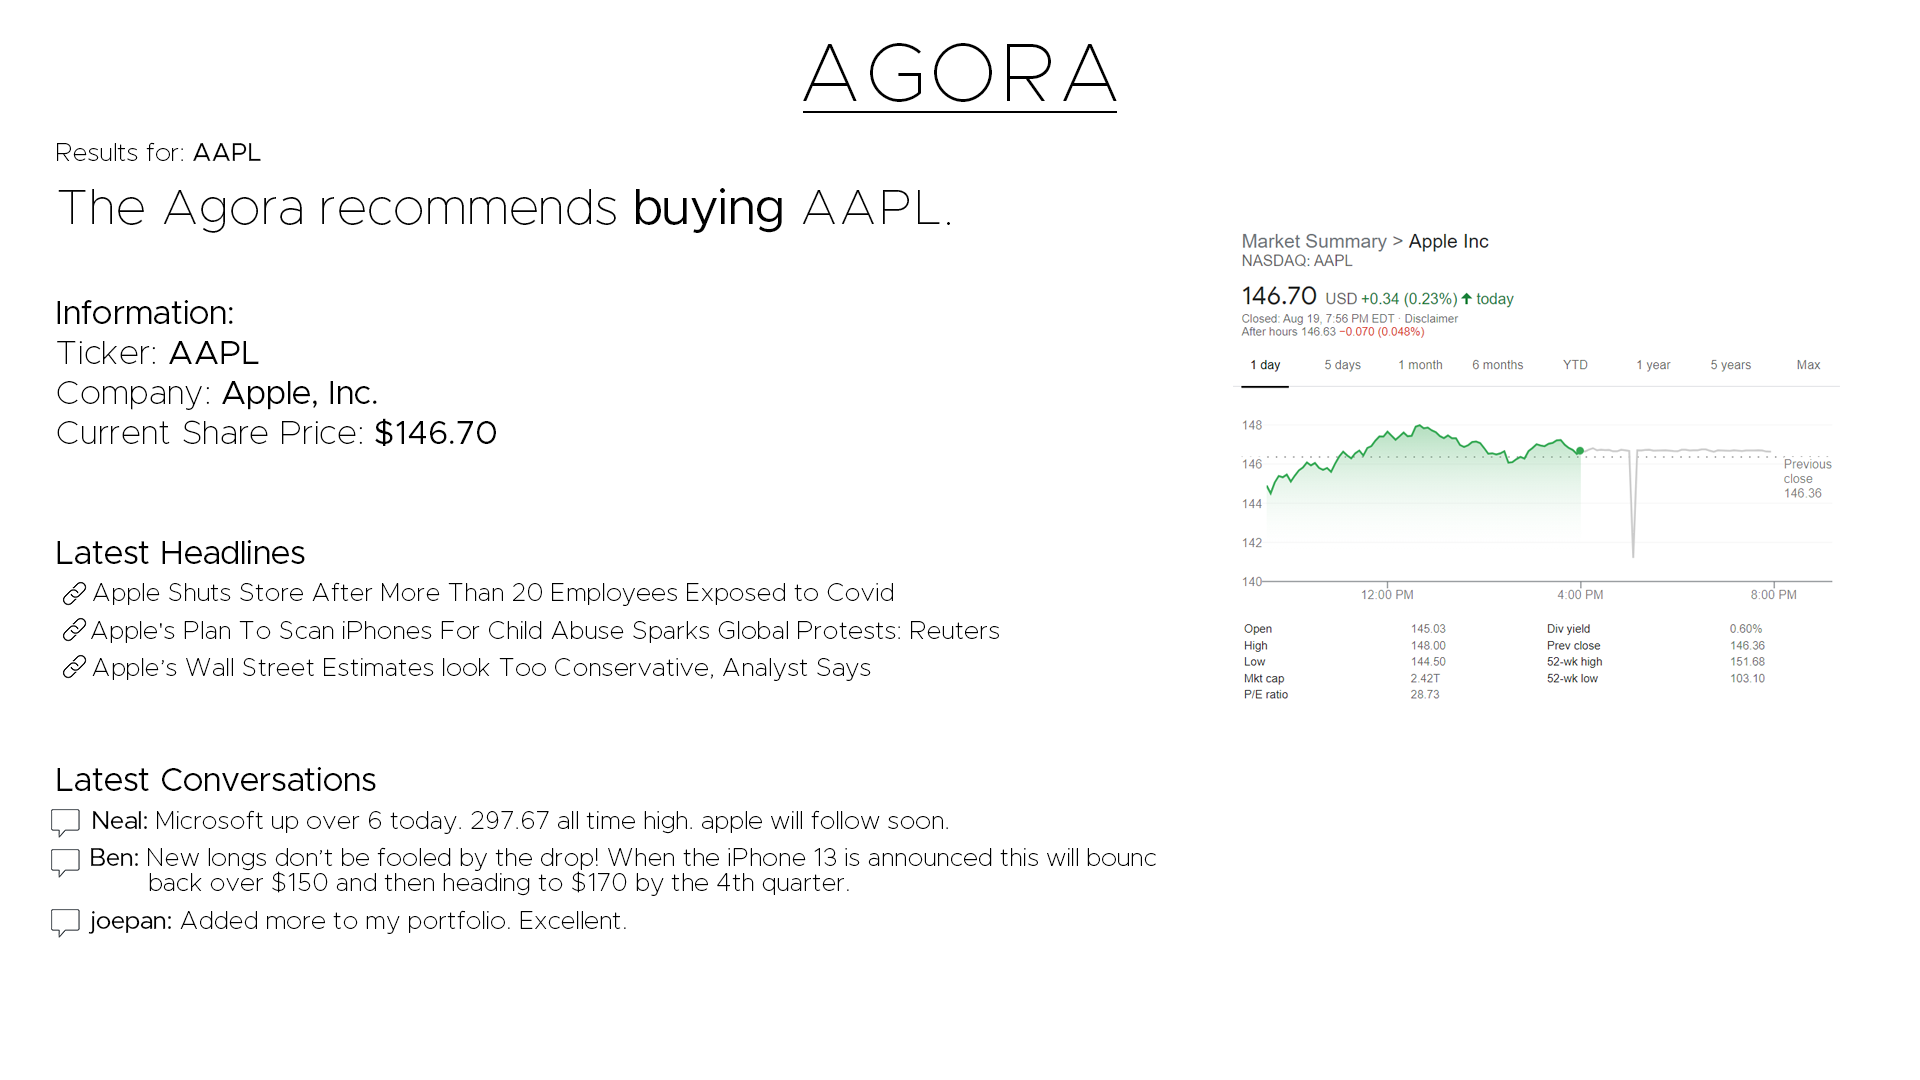 AGORA
Results for: AAPL
The Agora recommends buying AAPL.
Information:
Ticker: AAPL
Company: Apple, Inc.
Current Share Price: $146.70
Latest Headlines
Apple Shuts Store After More Than 20 Employees Exposed to Covid
Apple's Plan To Scan iPhones For Child Abuse Sparks Global Protests: Reuters
Apple’s Wall Street Estimates look Too Conservative, Analyst Says
Latest Conversations
Neal: Microsoft up over 6 today. 297.67 all time high. apple will follow soon.
Ben: New longs don’t be fooled by the drop! When the iPhone 13 is announced this will bounc
back over $150 and then heading to $170 by the 4th quarter.
joepan: Added more to my portfolio. Excellent.
Market Summary > Apple Inc
NASDAQ: AAPL
146.70 USD +0.34 (0.23%) ↑ today
Closed: Aug 19, 7:56 PM EDT · Disclaimer
After hours 146.63 −0.070 (0.048%)
1 day 5 days 1 month 6 months YTD 1 year 5 years Max
148
146
144
142
140
Previous
close
146.36
12:00 PM 4:00 PM 8:00 PM
Open 145.03 Div yield 0.60%
High 148.00 Prev close 146.36
Low 144.50 52-wk high 151.68
Mkt cap 2.42T 52-wk low 103.10
P/E ratio 28.73